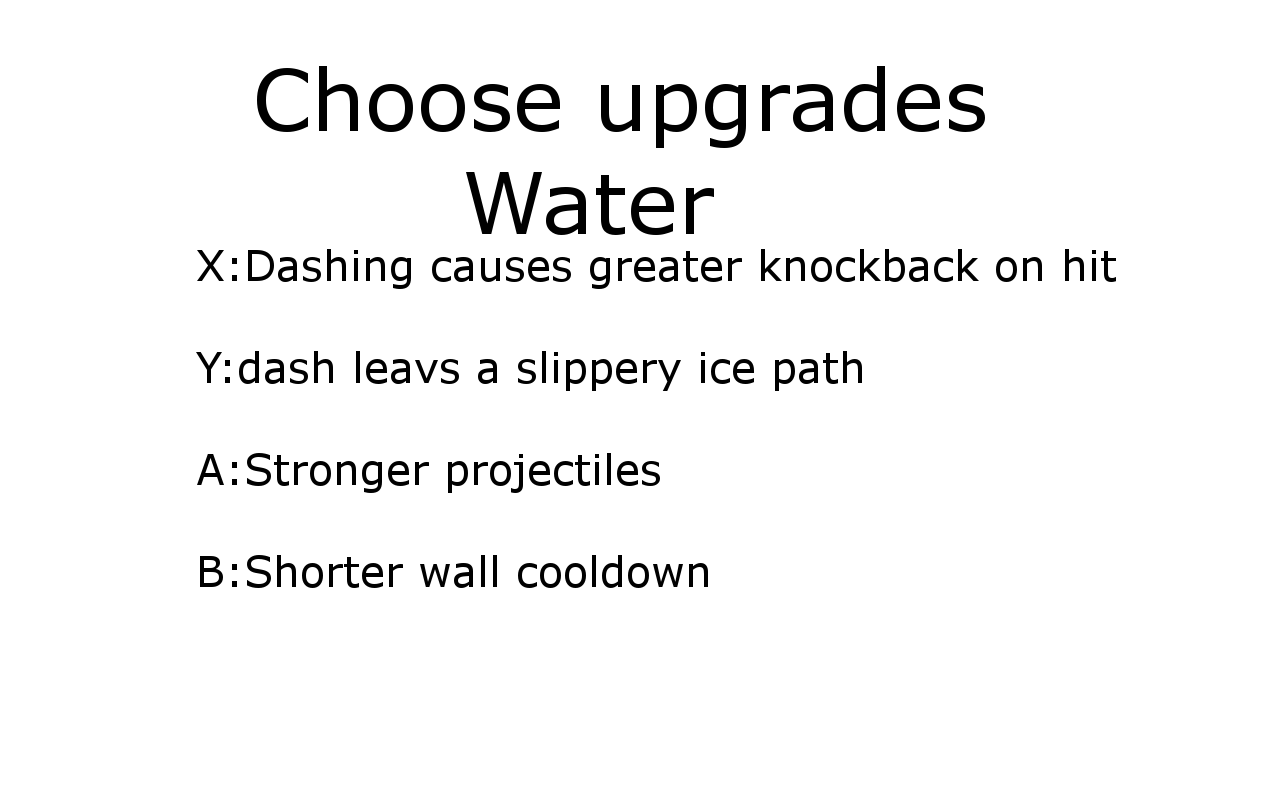 Choose upgrades
Water
X:Dashing causes greater knockback on hit
Y:dash leavs a slippery ice path
A:Stronger projectiles
B:Shorter wall cooldown